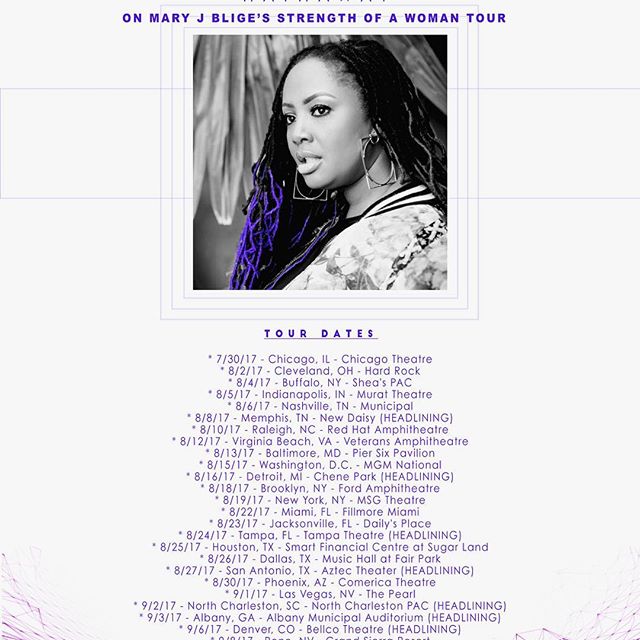 ON MARY J BLIGE'S STRENGTH OF A WOMAN TOUR
TOUR DATES
* 7/30/17 - Chicago, IL - Chicago Theatre
* 8/2/17 - Cleveland, OH - Hard Rock
* 8/4/17 - Buffalo, NY - Shea's PAC
* 8/5/17 - Indianapolis, IN - Murat Theatre
* 8/6/17 - Nashville, TN - Municipal
* 8/8/17 - Memphis, TN - New Daisy (HEADLINING)
* 8/10/17 - Raleigh, NC - Red Hat Amphitheatre
* 8/12/17 - Virginia Beach, VA - Veterans Amphitheatre
* 8/13/17 - Baltimore, MD - Pier Six Pavilion
* 8/15/17 - Washington, D.C. - MGM National
* 8/16/17 - Detroit, MI - Chene Park (HEADLINING)
* 8/18/17 - Brooklyn, NY - Ford Amphitheatre
* 8/19/17 - New York, NY - MSG Theatre
* 8/22/17 - Miami, FL - Fillmore Miami
* 8/23/17 - Jacksonville, FL - Daily's Place
* 8/24/17 - Tampa, FL - Tampa Theatre (HEADLINING)
* 8/25/17 - Houston, TX - Smart Financial Centre at Sugar Land
* 8/26/17 - Dallas, TX - Music Hall at Fair Park
* 8/27/17 - San Antonio, TX - Aztec Theater (HEADLINING)
* 8/30/17 - Phoenix, AZ - Comerica Theatre
* 9/1/17 - Las Vegas, NV - The Pearl
* 9/2/17 - North Charleston, SC - North Charleston PAC (HEADLINING)
* 9/3/17 - Albany, GA - Albany Municipal Auditorium (HEADLINING)
* 9/6/17 - Denver, CO - Bellco Theatre (HEADLINING)